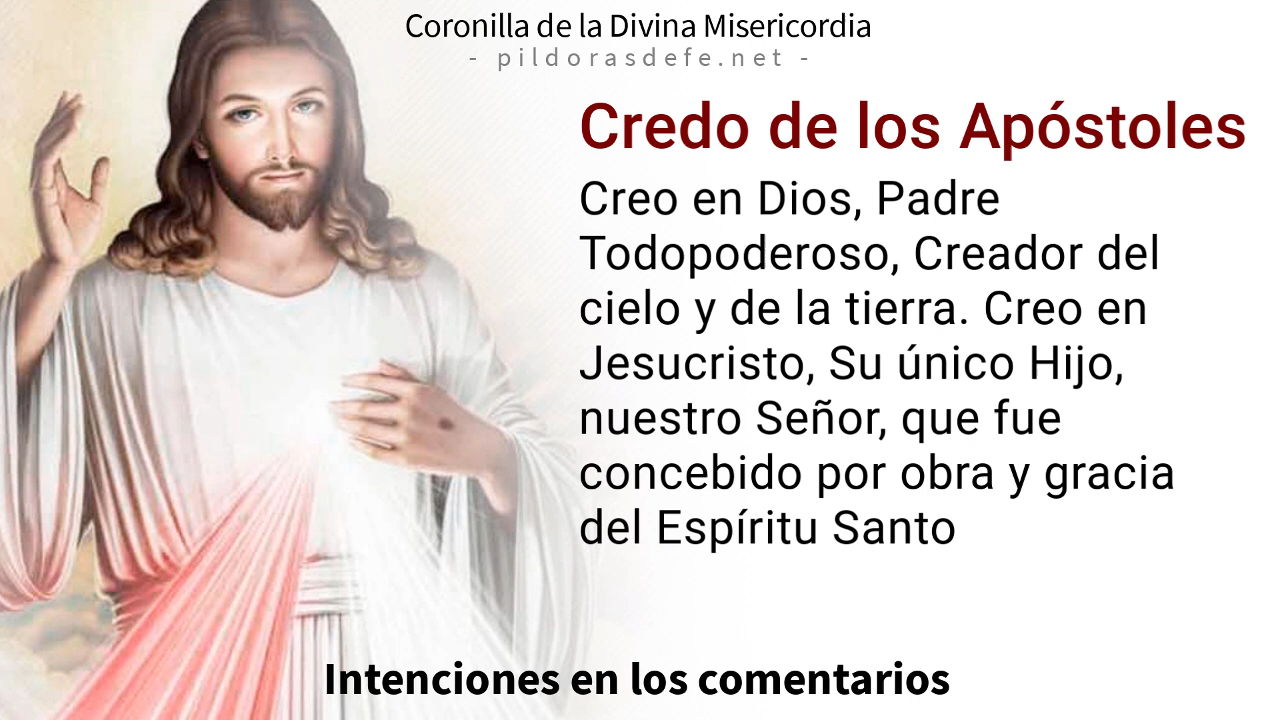 Coronilla de la Divina Misericordia
- pildorasdefe.net -
Credo de los Apóstoles
Creo en Dios, Padre
Todopoderoso, Creador del
cielo y de la tierra. Creo en
Jesucristo, Su único Hijo,
nuestro Señor, que fue
concebido por obra y gracia
del Espíritu Santo
Intenciones en los comentarios